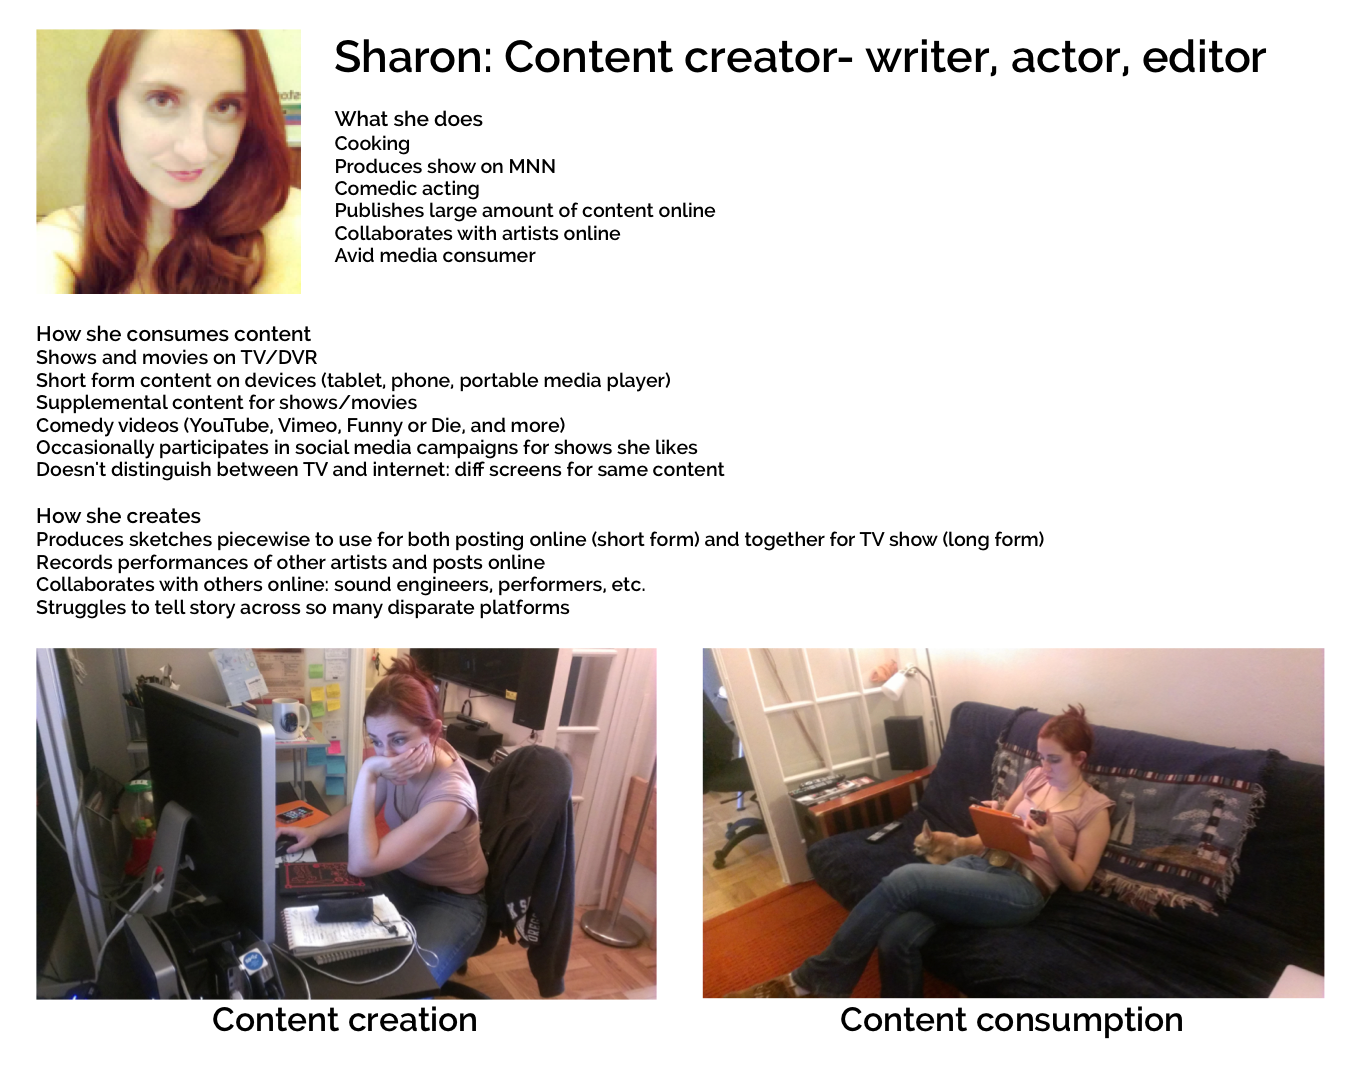 Sharon: Content creator- writer, actor, editor
What she does
Cooking
Produces show on MNN
Comedic acting
Publishes large amount of content online
Collaborates with artists online
Avid media consumer
How she consumes content
Shows and movies on TV/DVR
Short form content on devices (tablet, phone, portable media player)
Supplemental content for shows/movies
Comedy videos (YouTube, Vimeo, Funny or Die, and more)
Occasionally participates in social media campaigns for shows she likes
Doesn't distinguish between TV and internet: diff screens for same content
How she creates
Produces sketches piecewise to use for both posting online (short form) and together for TV show (long form)
Records performances of other artists and posts online
Collaborates with others online: sound engineers, performers, etc.
Struggles to tell story across so many disparate platforms
Content creation
Content consumption